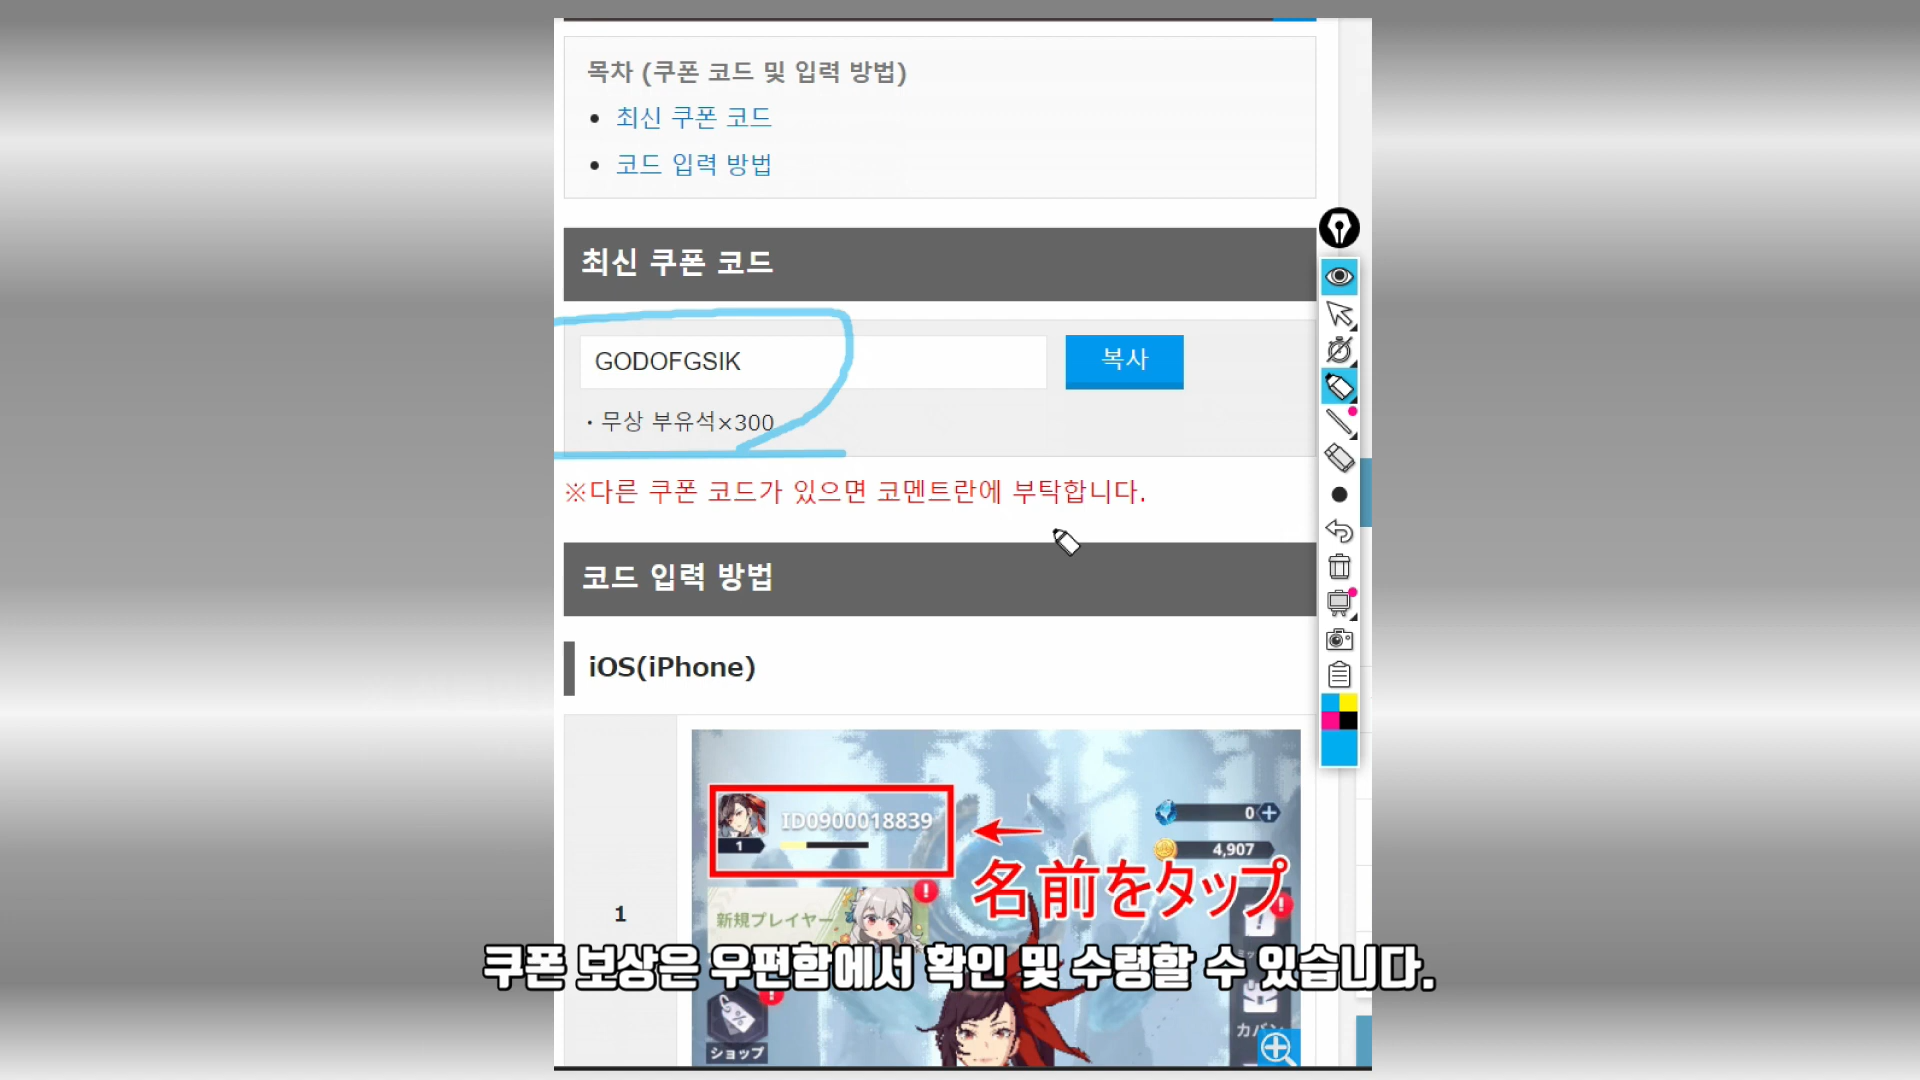 목차 (쿠폰 코드 및 입력 방법)
최신 쿠폰 코드
코드 입력 방법
최신 쿠폰 코드
GODOFGSIK
복사
・무상 부유석×300
※다른 쿠폰 코드가 있으면 코멘트란에 부탁합니다.
코드 입력 방법
iOS(iPhone)
1
ID0900018839
1
0
4,907
名前をタップ
新規プレイヤー
쿠폰 보상은 우편함에서 확인 및 수령할 수 있습니다.
ショップ
カバン